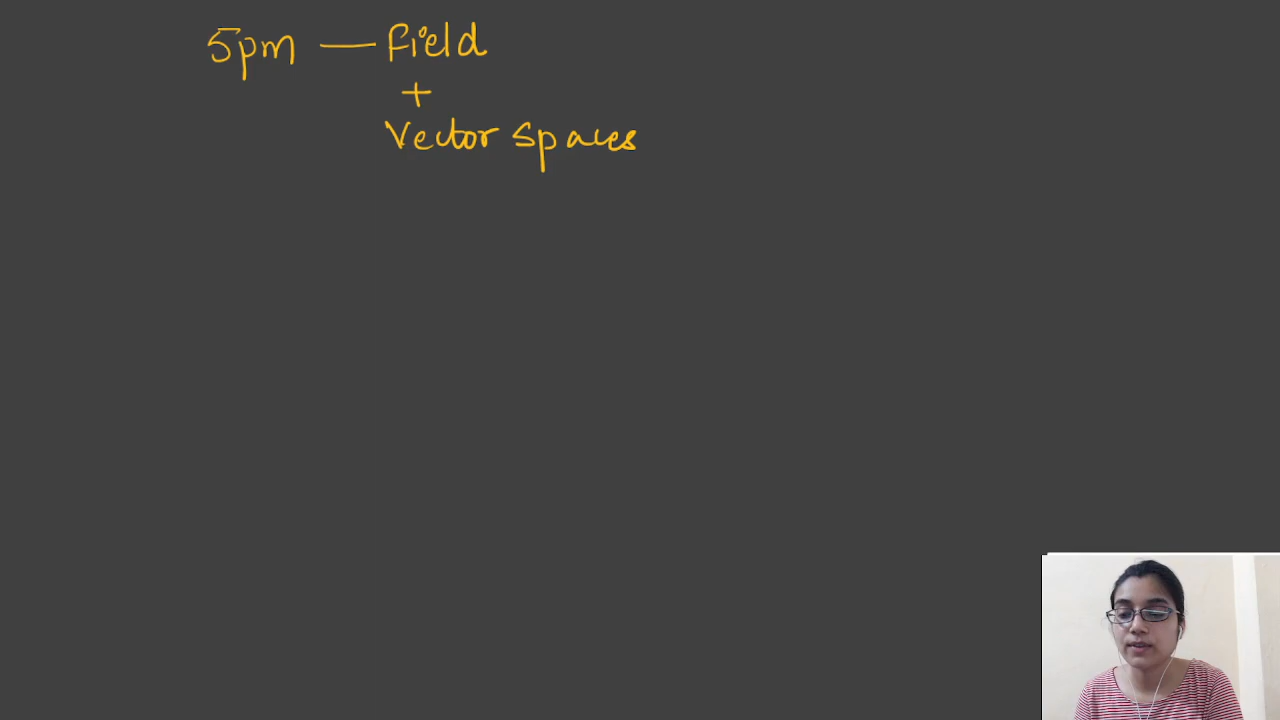 5pm — Field
+
Vector spaces